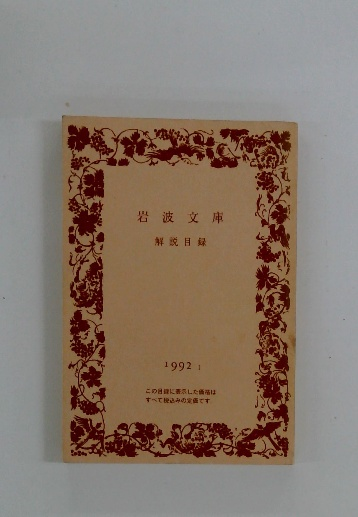 岩波文庫
解説目録
1992 1
この目録に表示した価格は
すべて税込みの定価です．